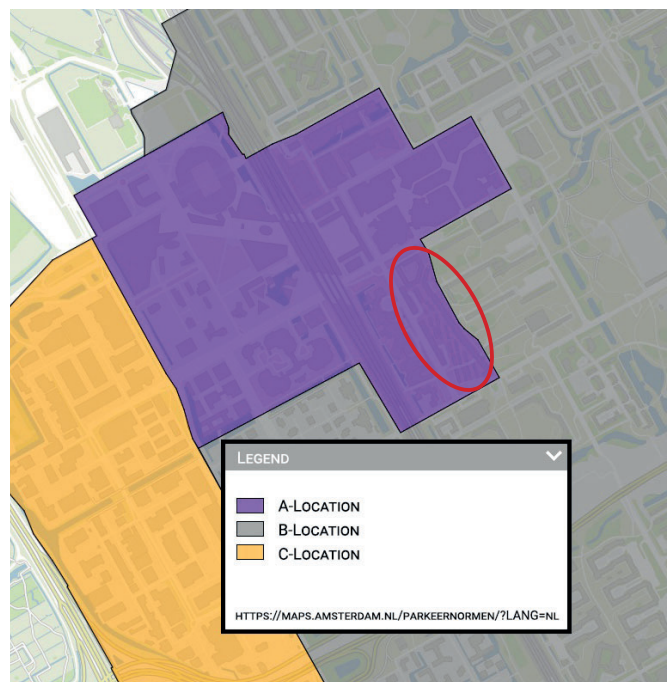 Legend
A-Location
B-Location
C-Location
https://maps.amsterdam.nl/parkeernormen/?lang=nl